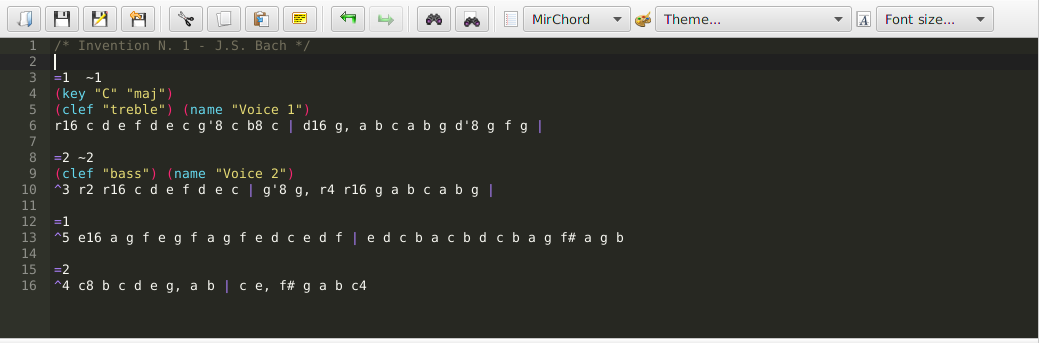 MirChord Theme... Font size...
1 /* Invention N. 1 - J.S. Bach */
2
3 =1  ~1
4 (key "C" "maj")
5 (clef "treble") (name "Voice 1")
6 r16 c d e f d e c g'8 c b8 c | d16 g, a b c a b g d'8 g f g |
7
8 =2 ~2
9 (clef "bass") (name "Voice 2")
10 ^3 r2 r16 c d e f d e c | g'8 g, r4 r16 g a b c a b g |
11
12 =1
13 ^5 e16 a g f e g f a g f e d c e d f | e d c b a c b d c b a g f# a g b
14
15 =2
16 ^4 c8 b c d e g, a b | c e, f# g a b c4